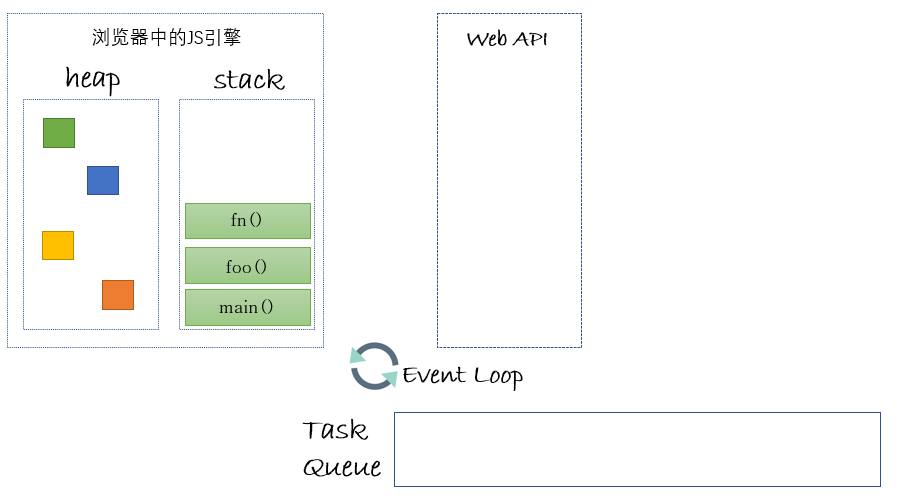 浏览器中的JS引擎
Web API
heap
stack
fn()
foo()
main()
Event Loop
Task
Queue